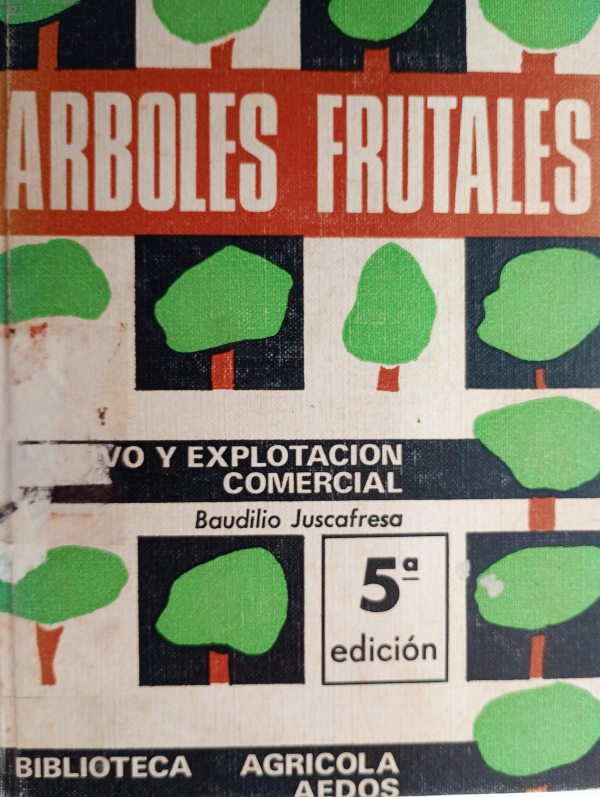 ARBOLES FRUTALES
VO Y EXPLOTACION
COMERCIAL
Baudilio Juscafresa
5ª
edición
BIBLIOTECA AGRICOLA
AEDOS